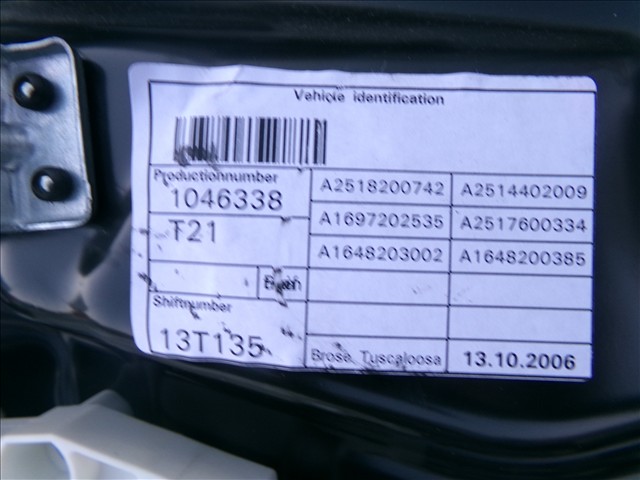 Vehicle identification
Productionnumber
1046338
T21
Shiftnumber
13T135
A2518200742 A2514402009
A1697202535 A2517600334
A1648203002 A1648200385
Brose, Tuscaloosa 13.10.2006